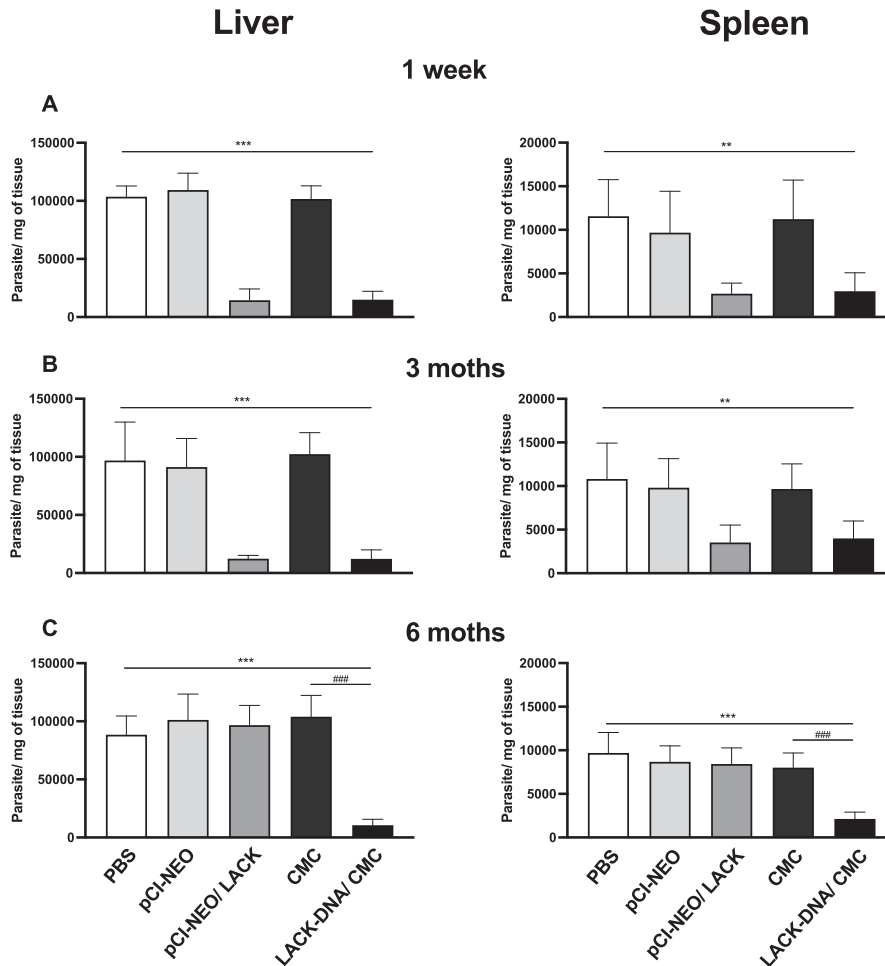 Liver
Spleen
1 week
A
150000
100000
50000
0
Parasite/ mg of tissue
***
20000
15000
10000
5000
0
Parasite/ mg of tissue
**
B
3 moths
150000
100000
50000
0
Parasite/ mg of tissue
***
20000
15000
10000
5000
0
Parasite/ mg of tissue
**
C
6 moths
150000
100000
50000
0
Parasite/ mg of tissue
***
###
PBS
pCI-NEO
pCI-NEO/ LACK
CMC
LACK-DNA/ CMC
20000
15000
10000
5000
0
Parasite/ mg of tissue
***
###
PBS
pCI-NEO
pCI-NEO/ LACK
CMC
LACK-DNA/ CMC